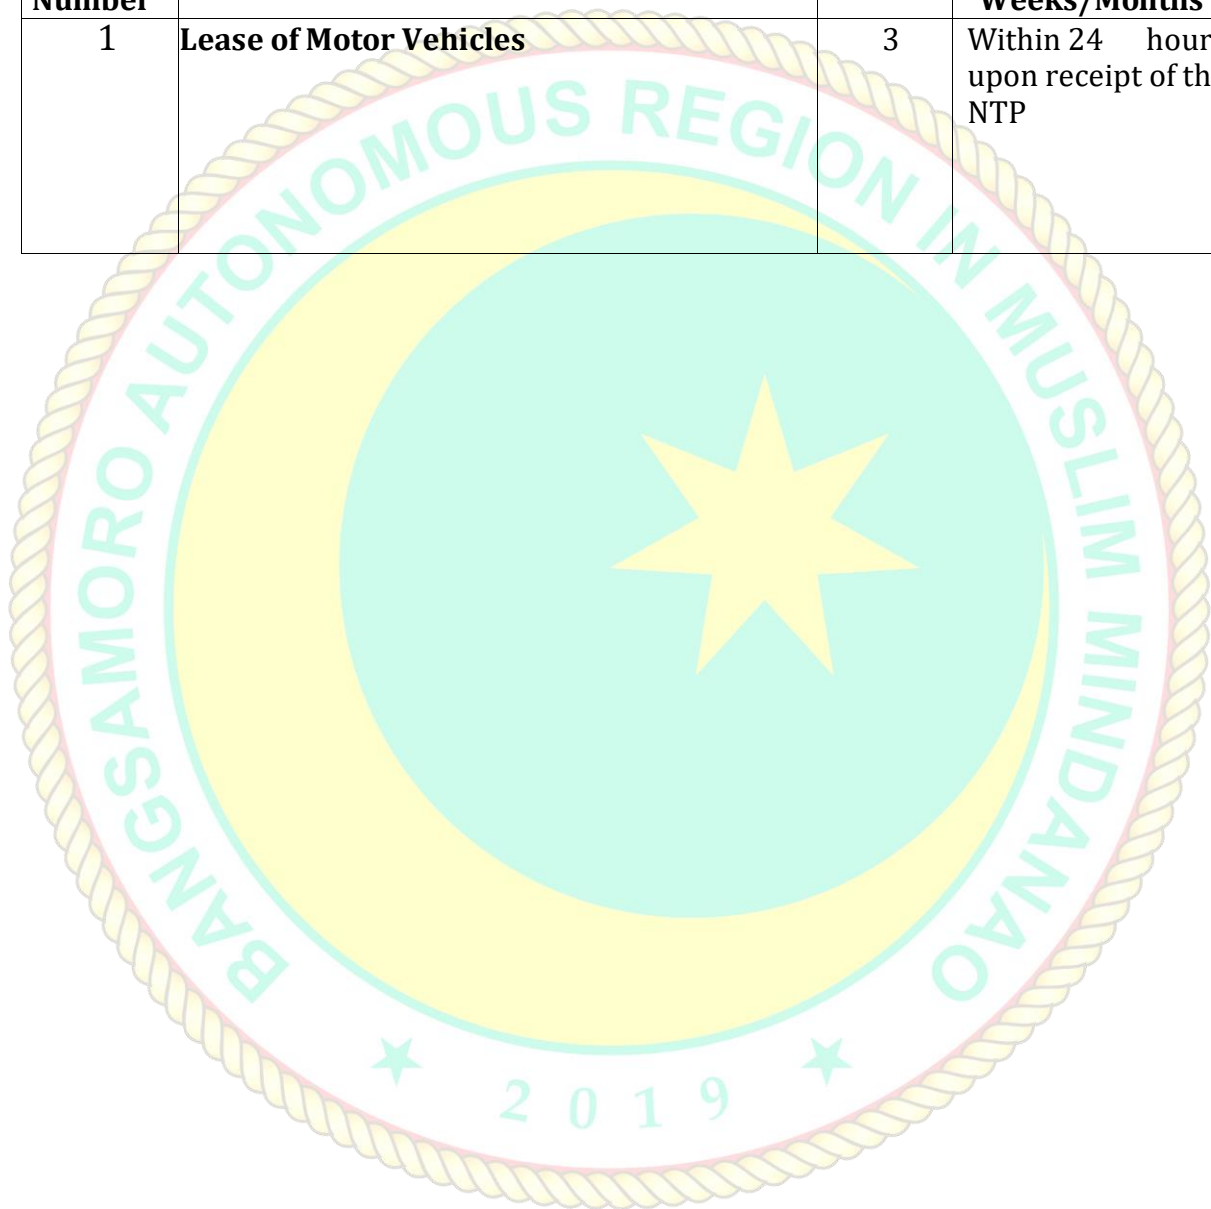 Number
Weeks/Months
1 Lease of Motor Vehicles 3 Within 24 hour
upon receipt of th
NTP
BANGSAMORO AUTONOMOUS REGION IN MUSLIM MINDANAO
2019